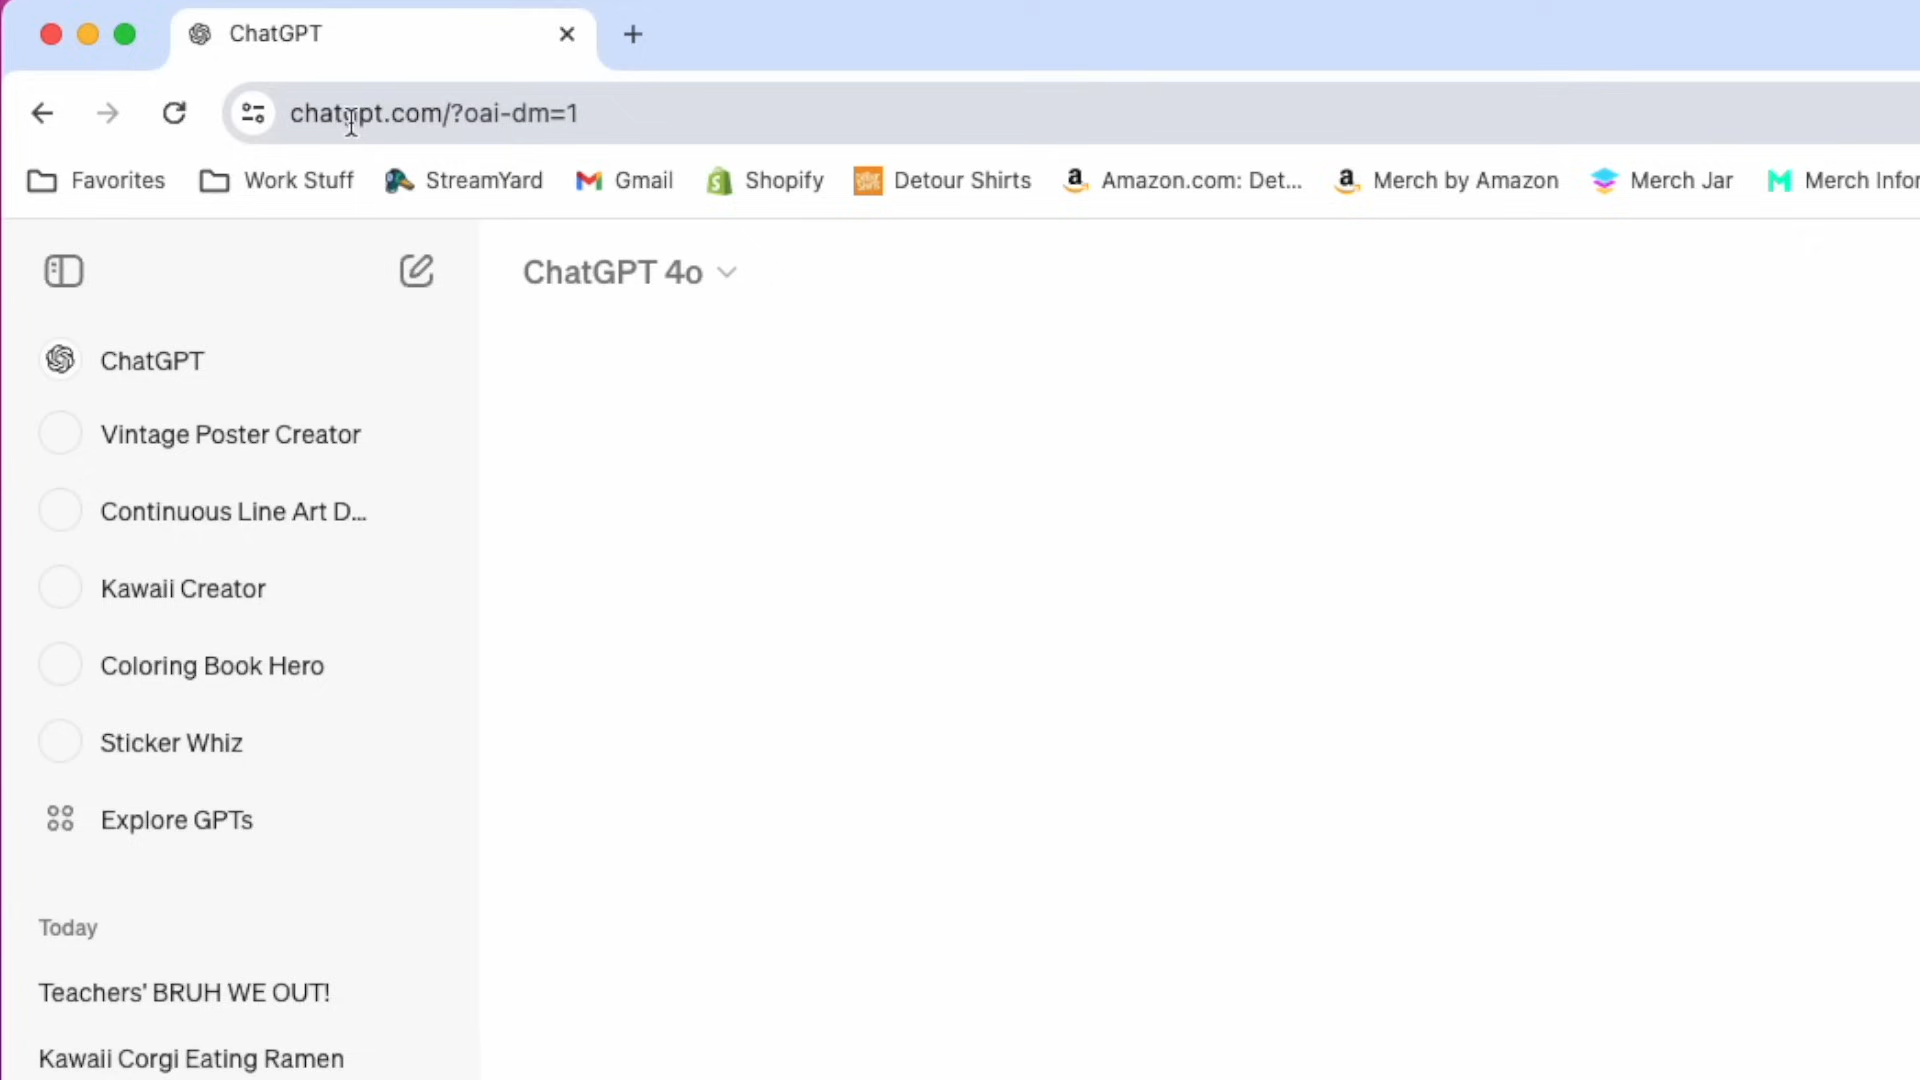 ChatGPT
chatgpt.com/?oai-dm=1
Favorites Work Stuff StreamYard Gmail Shopify Detour Shirts Amazon.com: Det... Merch by Amazon Merch Jar Merch Infor
ChatGPT 4o
ChatGPT
Vintage Poster Creator
Continuous Line Art D...
Kawaii Creator
Coloring Book Hero
Sticker Whiz
Explore GPTs
Today
Teachers' BRUH WE OUT!
Kawaii Corgi Eating Ramen